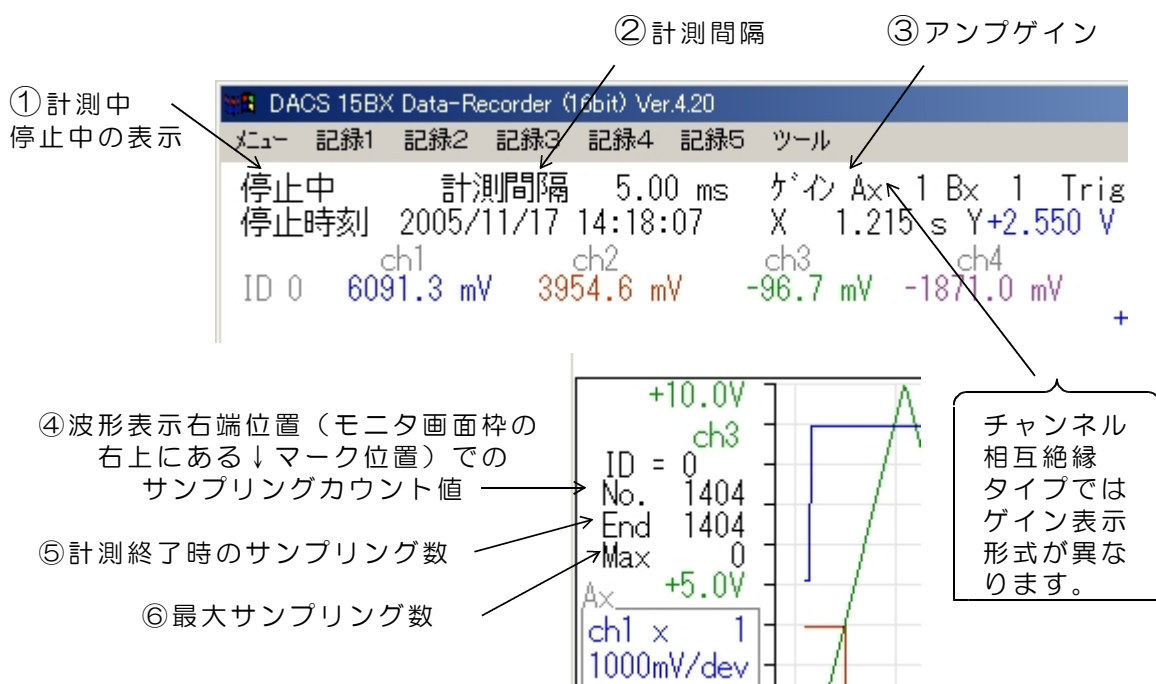 ②計測間隔
③アンプゲイン
①計測中
停止中の表示
DACS 15BX Data-Recorder (16bit) Ver.4.20
メニュー 記録1 記録2 記録3 記録4 記録5 ツール
停止中 計測間隔 5.00 ms ゲイン Ax 1 Bx 1 Trig
停止時刻 2005/11/17 14:18:07 X 1.215 s Y+2.550 V
ch1 ch2 ch3 ch4
ID 0 6091.3 mV 3954.6 mV -96.7 mV -1871.0 mV
+
④波形表示右端位置(モニタ画面枠の
右上にある↓マーク位置)での
サンプリングカウント値
⑤計測終了時のサンプリング数
⑥最大サンプリング数
+10.0V
ch3
ID = 0
No. 1404
End 1404
Max 0
+5.0V
Ax
ch1 x 1
1000mV/dev
チャンネル
相互絶縁
タイプでは
ゲイン表示
形式が異な
ります。